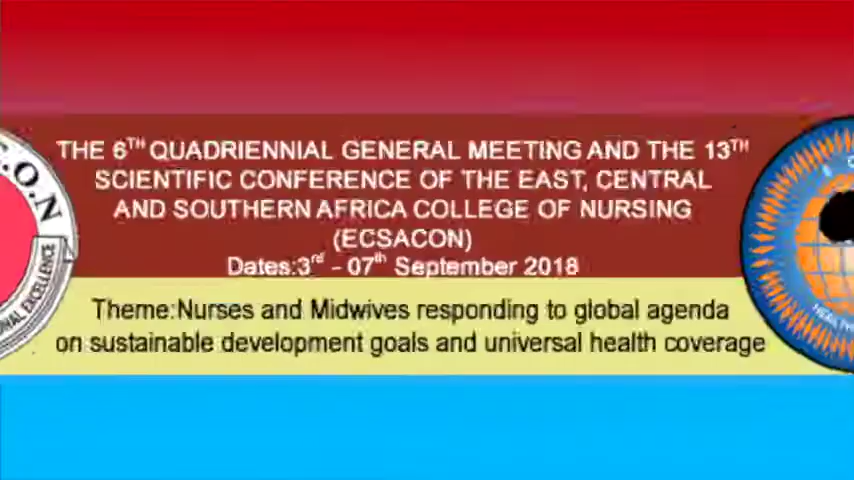 THE 6TH QUADRIENNIAL GENERAL MEETING AND THE 13TH
SCIENTIFIC CONFERENCE OF THE EAST, CENTRAL
AND SOUTHERN AFRICA COLLEGE OF NURSING
(ECSACON)
Dates:3rd - 07th September 2018
Theme:Nurses and Midwives responding to global agenda
on sustainable development goals and universal health coverage
.O.N
EXCELLENCE